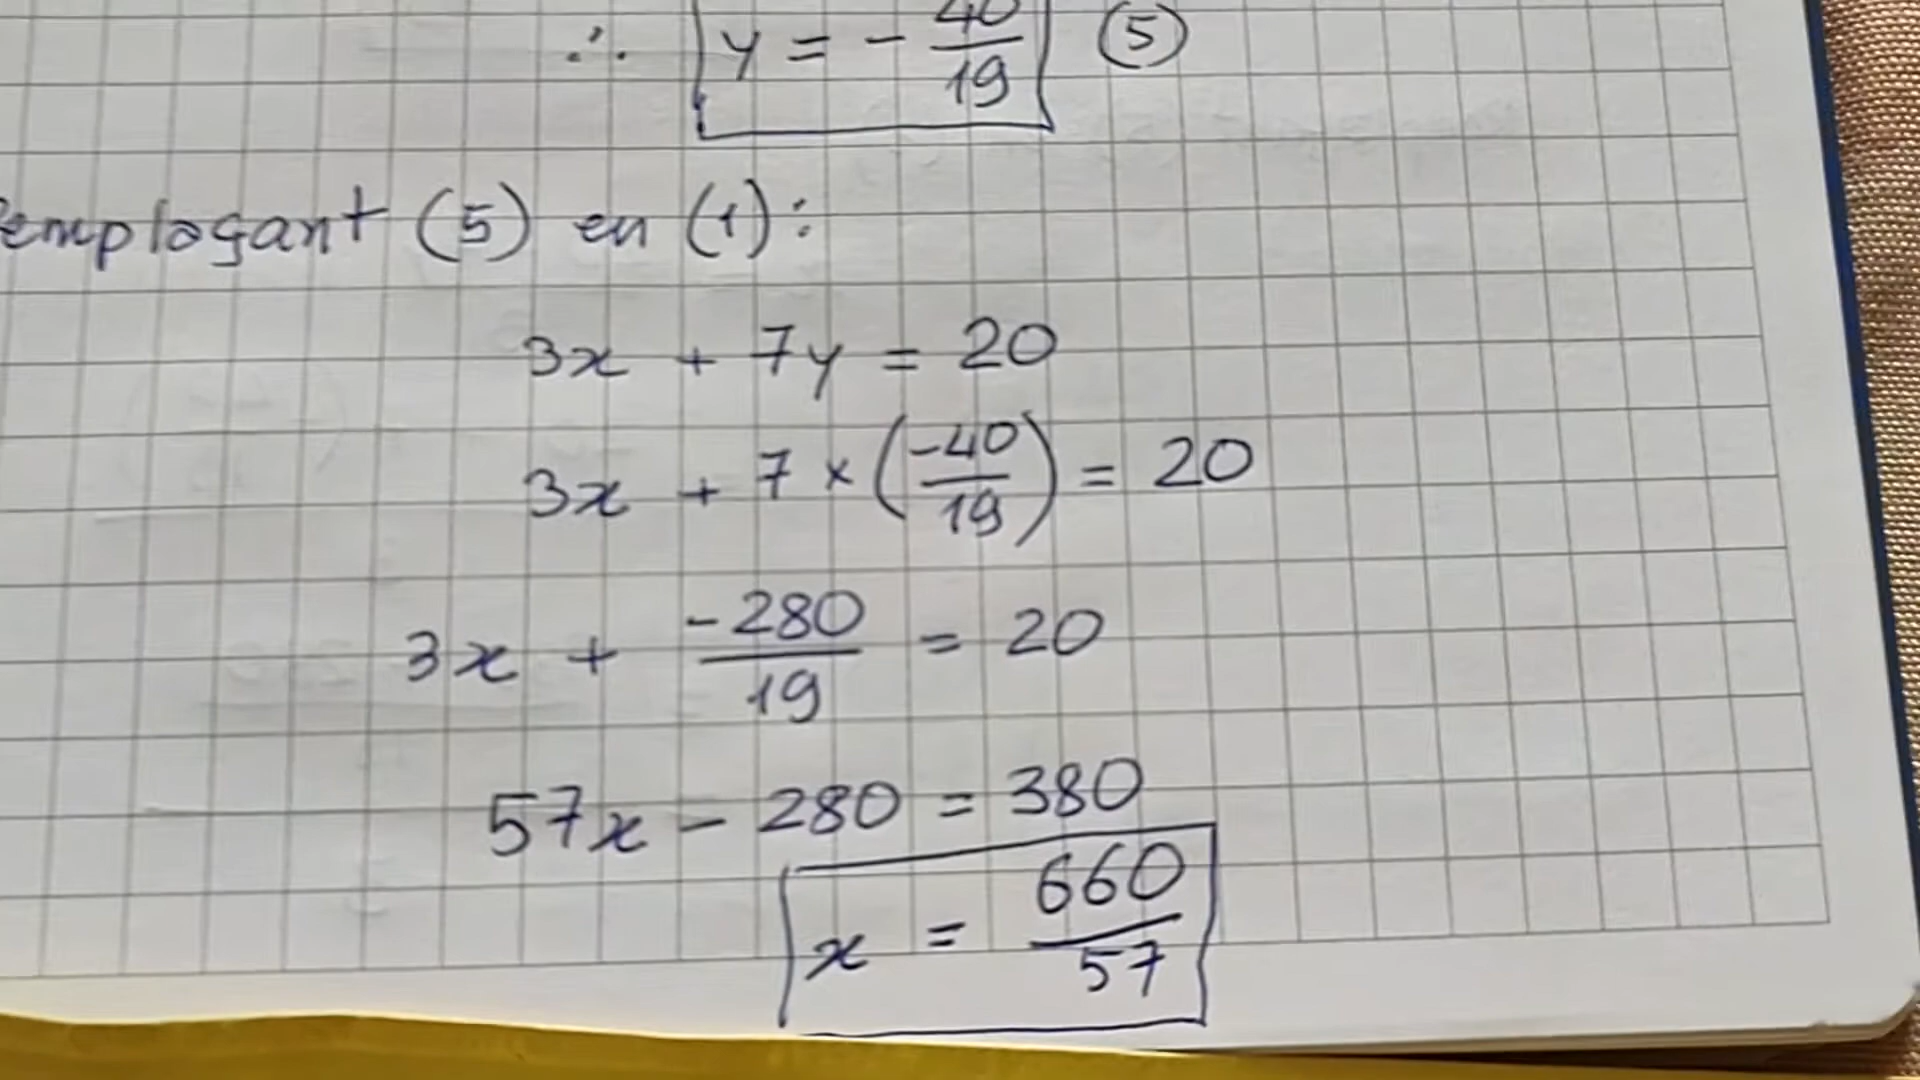 ∴ y = - 40/19 (5)
emplaçant (5) en (1):
3x + 7y = 20
3x + 7 × (-40/19) = 20
3x + -280/19 = 20
57x - 280 = 380
x = 660/57